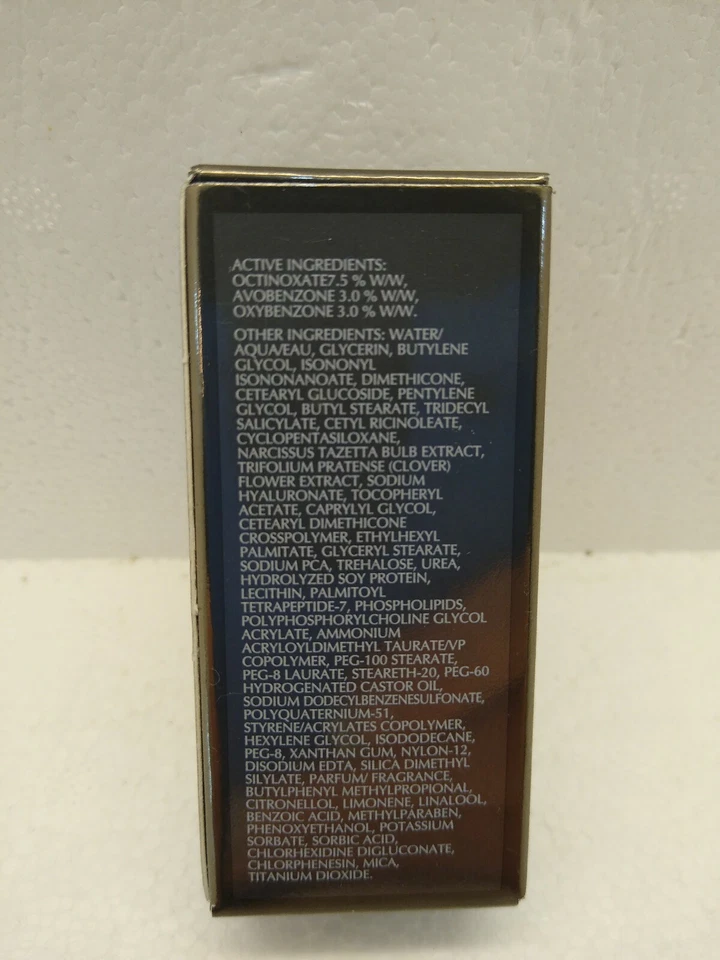 ACTIVE INGREDIENTS:
OCTINOXATE7.5 % W/W,
AVOBENZONE 3.0 % W/W,
OXYBENZONE 3.0 % W/W.
OTHER INGREDIENTS: WATER/
AQUA/EAU, GLYCERIN, BUTYLENE
GLYCOL, ISONONYL
ISONONANOATE, DIMETHICONE,
CETEARYL GLUCOSIDE, PENTYLENE
GLYCOL, BUTYL STEARATE, TRIDECYL
SALICYLATE, CETYL RICINOLEATE,
CYCLOPENTASILOXANE,
NARCISSUS TAZETTA BULB EXTRACT,
TRIFOLIUM PRATENSE (CLOVER)
FLOWER EXTRACT, SODIUM
HYALURONATE, TOCOPHERYL
ACETATE, CAPRYLYL GLYCOL,
CETEARYL DIMETHICONE
CROSSPOLYMER, ETHYLHEXYL
PALMITATE, GLYCERYL STEARATE,
SODIUM PCA, TREHALOSE, UREA,
HYDROLYZED SOY PROTEIN,
LECITHIN, PALMITOYL
TETRAPEPTIDE-7, PHOSPHOLIPIDS,
POLYPHOSPHORYLCHOLINE GLYCOL
ACRYLATE, AMMONIUM
ACRYLOYLDIMETHYL TAURATE/VP
COPOLYMER, PEG-100 STEARATE,
PEG-8 LAURATE, STEARETH-20, PEG-60
HYDROGENATED CASTOR OIL,
SODIUM DODECYLBENZENESULFONATE,
POLYQUATERNIUM-51,
STYRENE/ACRYLATES COPOLYMER,
HEXYLENE GLYCOL, ISODODECANE,
PEG-8, XANTHAN GUM, NYLON-12,
DISODIUM EDTA, SILICA DIMETHYL
SILYLATE, PARFUM/ FRAGRANCE,
BUTYLPHENYL METHYLPROPIONAL,
CITRONELLOL, LIMONENE, LINALOOL,
BENZOIC ACID, METHYLPARABEN,
PHENOXYETHANOL, POTASSIUM
SORBATE, SORBIC ACID,
CHLORHEXIDINE DIGLUCONATE,
CHLORPHENESIN, MICA,
TITANIUM DIOXIDE.